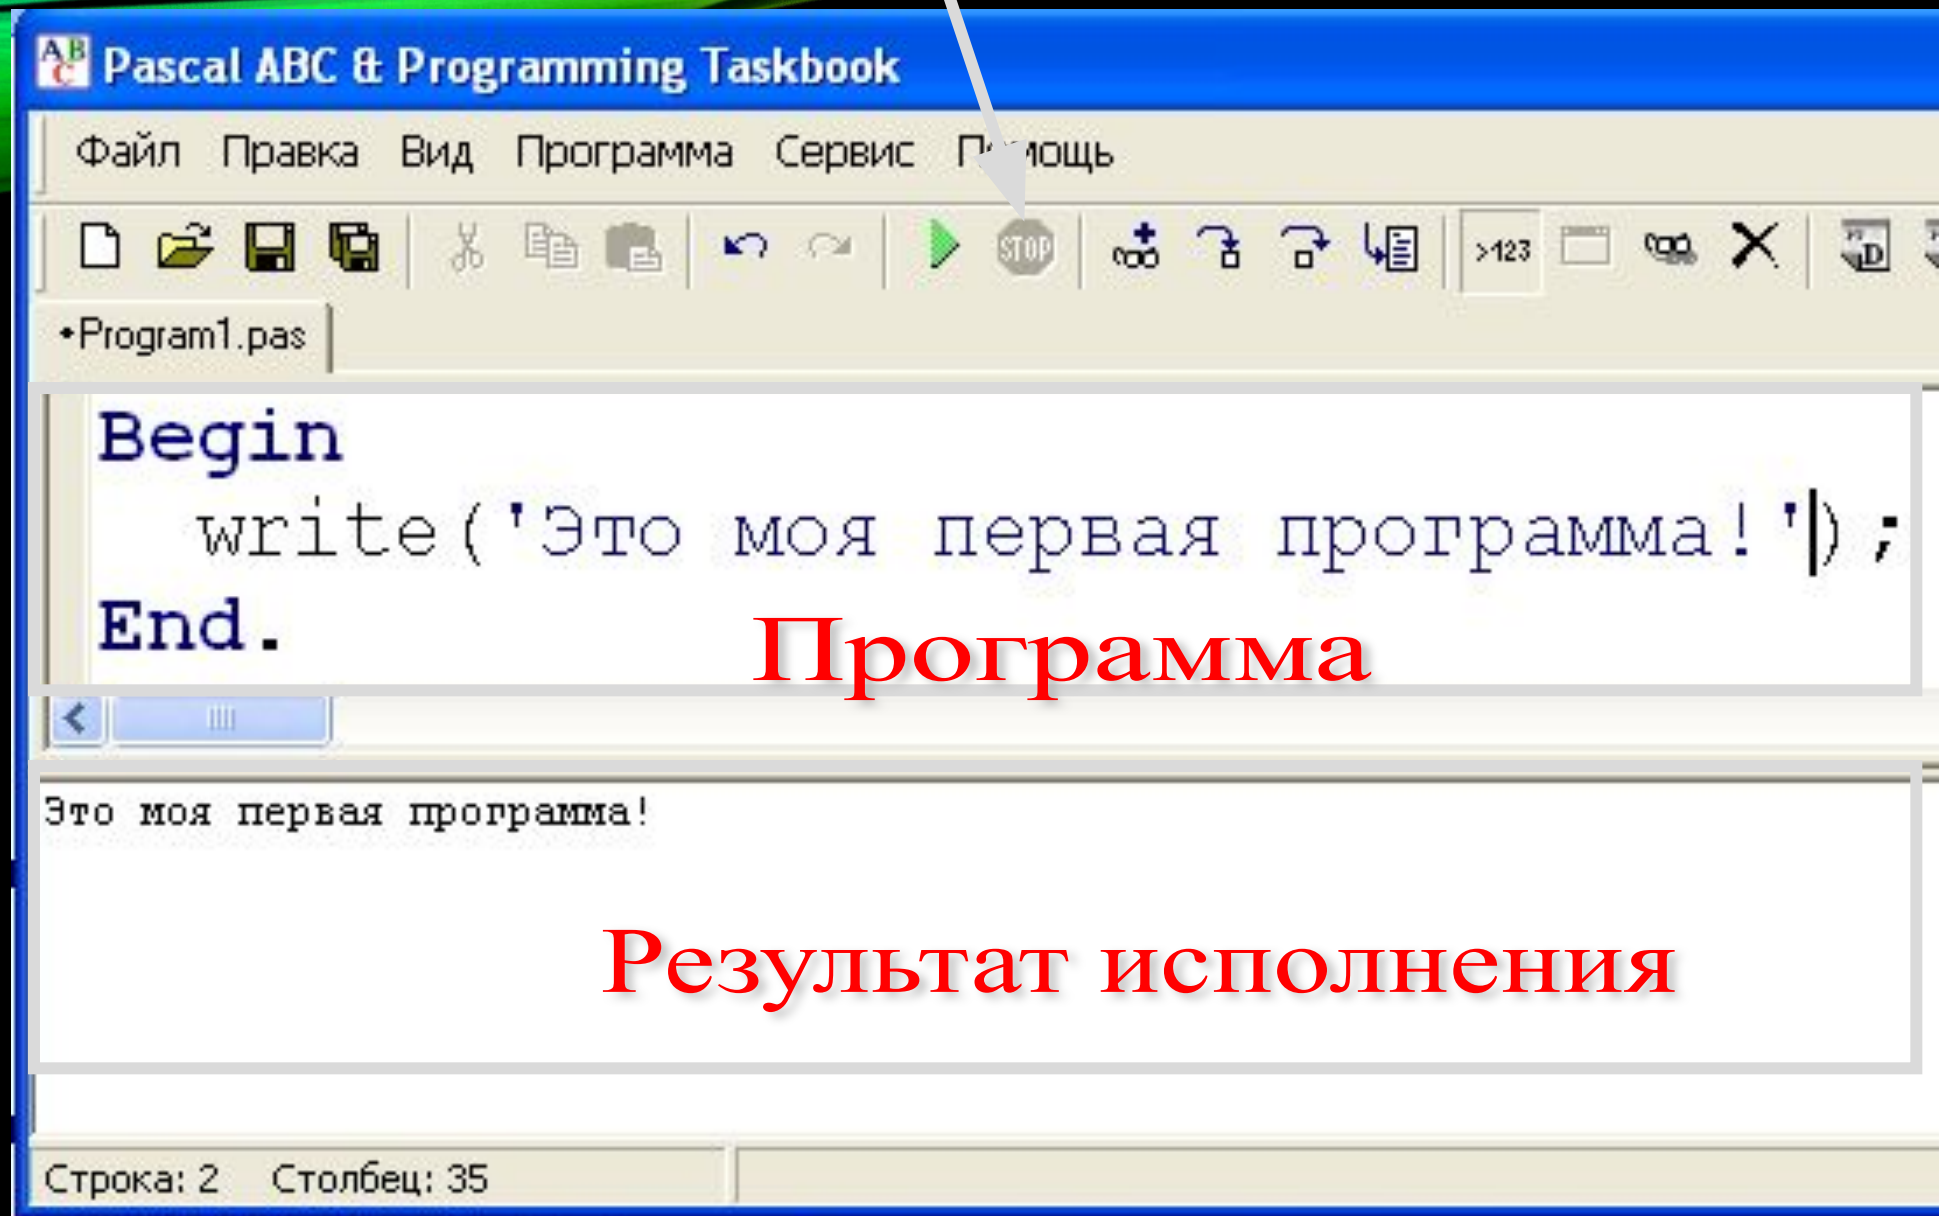 Pascal ABC & Programming Taskbook
Файл Правка Вид Программа Сервис Помощь
STOP >123 D
•Program1.pas
Begin
write('Это моя первая программа!');
End.
Программа
Это моя первая программа!
Результат исполнения
Строка: 2 Столбец: 35